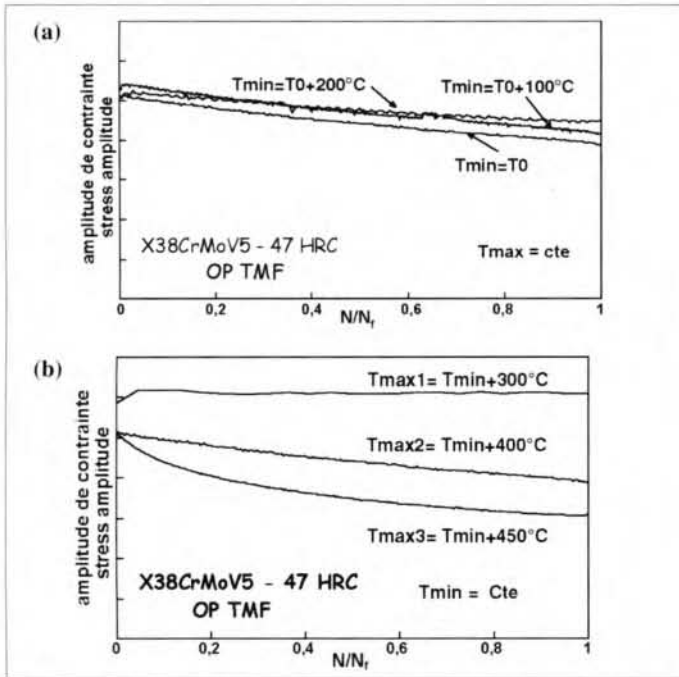 (a)
amplitude de contrainte
stress amplitude
Tmin=T0+200°C
Tmin=T0+100°C
Tmin=T0
X38CrMoV5 - 47 HRC
OP TMF
Tmax = cte
0 0,2 0,4 0,6 0,8 1
N/Nf
(b)
amplitude de contrainte
stress amplitude
Tmax1= Tmin+300°C
Tmax2= Tmin+400°C
Tmax3= Tmin+450°C
X38CrMoV5 - 47 HRC
OP TMF
Tmin = Cte
0 0,2 0,4 0,6 0,8 1
N/Nf